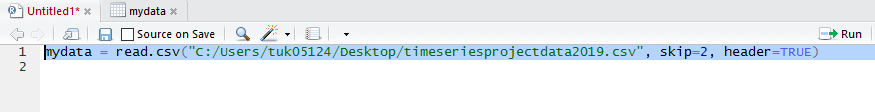 Untitled1* mydata
Source on Save Run
1 mydata = read.csv("C:/Users/tuk05124/Desktop/timeseriesprojectdata2019.csv", skip=2, header=TRUE)
2